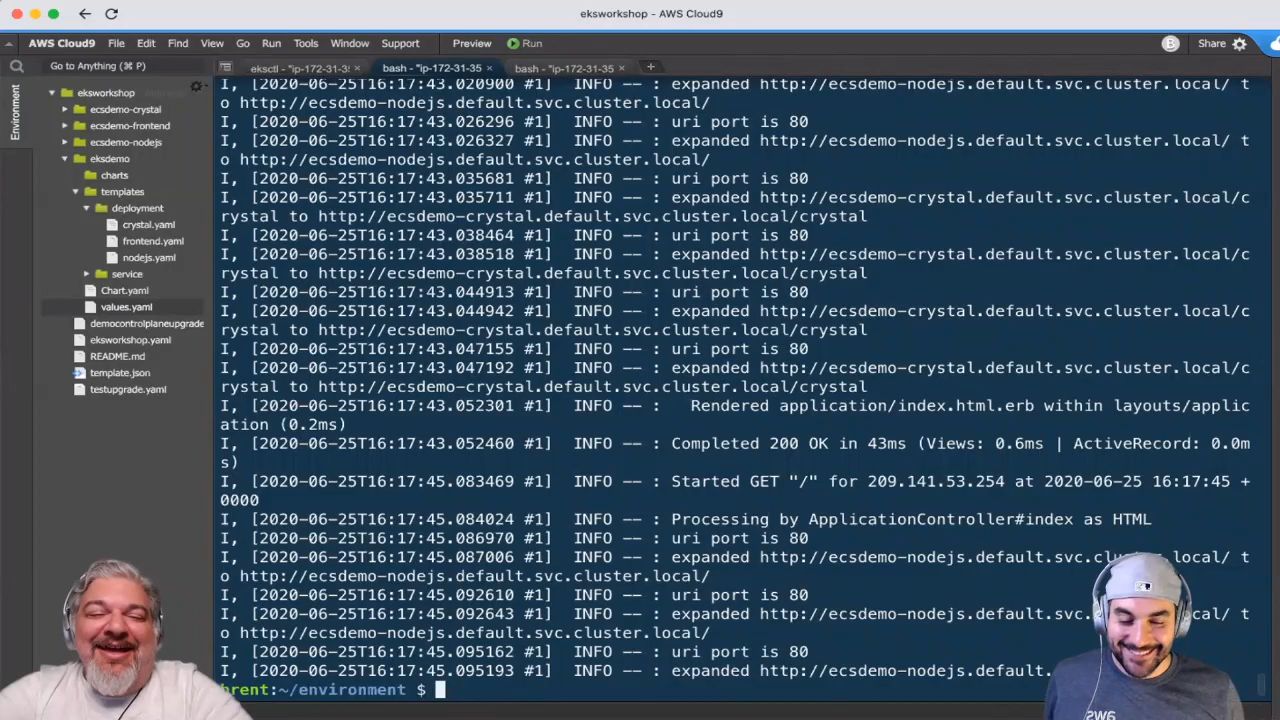 eksworkshop - AWS Cloud9
AWS Cloud9 File Edit Find View Go Run Tools Window Support Preview Run B Share
Go to Anything (⌘ P)
eksctl - "ip-172-31-35 × bash - "ip-172-31-35 × bash - "ip-172-31-35 ×
Environment
eksworkshop
ecsdemo-crystal
ecsdemo-frontend
ecsdemo-nodejs
eksdemo
charts
templates
deployment
crystal.yaml
frontend.yaml
nodejs.yaml
service
Chart.yaml
values.yaml
democontrolplaneupgrade
eksworkshop.yaml
README.md
template.json
testupgrade.yaml
I, [2020-06-25T16:17:43.020900 #1]  INFO -- : expanded http://ecsdemo-nodejs.default.svc.cluster.local/ t
o http://ecsdemo-nodejs.default.svc.cluster.local/
I, [2020-06-25T16:17:43.026296 #1]  INFO -- : uri port is 80
I, [2020-06-25T16:17:43.026327 #1]  INFO -- : expanded http://ecsdemo-nodejs.default.svc.cluster.local/ t
o http://ecsdemo-nodejs.default.svc.cluster.local/
I, [2020-06-25T16:17:43.035681 #1]  INFO -- : uri port is 80
I, [2020-06-25T16:17:43.035711 #1]  INFO -- : expanded http://ecsdemo-crystal.default.svc.cluster.local/c
rystal to http://ecsdemo-crystal.default.svc.cluster.local/crystal
I, [2020-06-25T16:17:43.038464 #1]  INFO -- : uri port is 80
I, [2020-06-25T16:17:43.038518 #1]  INFO -- : expanded http://ecsdemo-crystal.default.svc.cluster.local/c
rystal to http://ecsdemo-crystal.default.svc.cluster.local/crystal
I, [2020-06-25T16:17:43.044913 #1]  INFO -- : uri port is 80
I, [2020-06-25T16:17:43.044942 #1]  INFO -- : expanded http://ecsdemo-crystal.default.svc.cluster.local/c
rystal to http://ecsdemo-crystal.default.svc.cluster.local/crystal
I, [2020-06-25T16:17:43.047155 #1]  INFO -- : uri port is 80
I, [2020-06-25T16:17:43.047192 #1]  INFO -- : expanded http://ecsdemo-crystal.default.svc.cluster.local/c
rystal to http://ecsdemo-crystal.default.svc.cluster.local/crystal
I, [2020-06-25T16:17:43.052301 #1]  INFO -- :   Rendered application/index.html.erb within layouts/applic
ation (0.2ms)
I, [2020-06-25T16:17:43.052460 #1]  INFO -- : Completed 200 OK in 43ms (Views: 0.6ms | ActiveRecord: 0.0m
s)
I, [2020-06-25T16:17:45.083469 #1]  INFO -- : Started GET "/" for 209.141.53.254 at 2020-06-25 16:17:45 +
0000
I, [2020-06-25T16:17:45.084024 #1]  INFO -- : Processing by ApplicationController#index as HTML
I, [2020-06-25T16:17:45.086970 #1]  INFO -- : uri port is 80
I, [2020-06-25T16:17:45.087006 #1]  INFO -- : expanded http://ecsdemo-nodejs.default.svc.cluster.local/ t
o http://ecsdemo-nodejs.default.svc.cluster.local/
I, [2020-06-25T16:17:45.092610 #1]  INFO -- : uri port is 80
I, [2020-06-25T16:17:45.092643 #1]  INFO -- : expanded http://ecsdemo-nodejs.default.svc. cluster.local/ t
o http://ecsdemo-nodejs.default.svc.cluster.local/
I, [2020-06-25T16:17:45.095162 #1]  INFO -- : uri port is 80
I, [2020-06-25T16:17:45.095193 #1]  INFO -- : expanded http://ecsdemo-nodejs.default. .local/ t
brent:~/environment $
aws